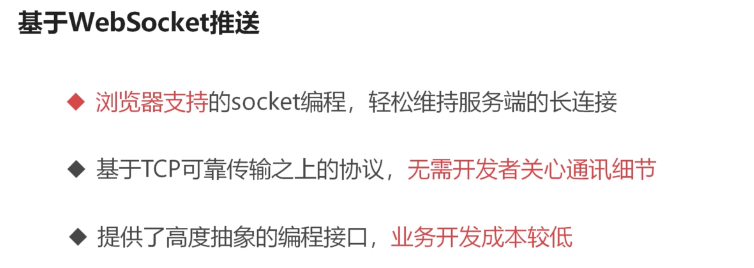 基于WebSocket推送
浏览器支持的socket编程，轻松维持服务端的长连接
基于TCP可靠传输之上的协议，无需开发者关心通讯细节
提供了高度抽象的编程接口，业务开发成本较低